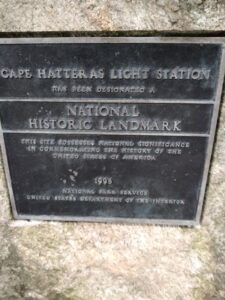 CAPE HATTERAS LIGHT STATION
HAS BEEN DESIGNATED A
NATIONAL
HISTORIC LANDMARK
THIS SITE POSSESSES NATIONAL SIGNIFICANCE
IN COMMEMORATING THE HISTORY OF THE
UNITED STATES OF AMERICA
1998
NATIONAL PARK SERVICE
UNITED STATES DEPARTMENT OF THE INTERIOR